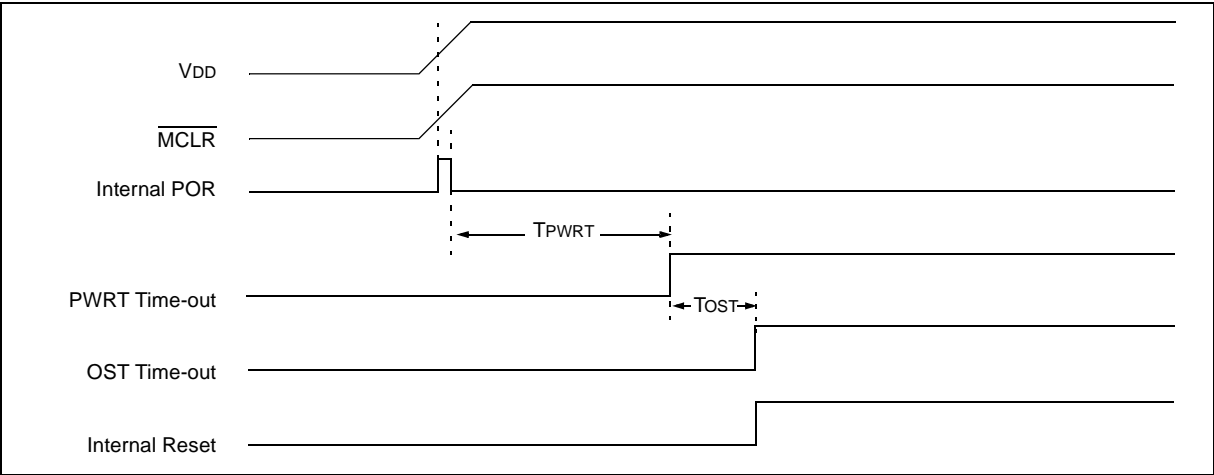 VDD
MCLR
Internal POR
TPWRT
PWRT Time-out
TOST
OST Time-out
Internal Reset